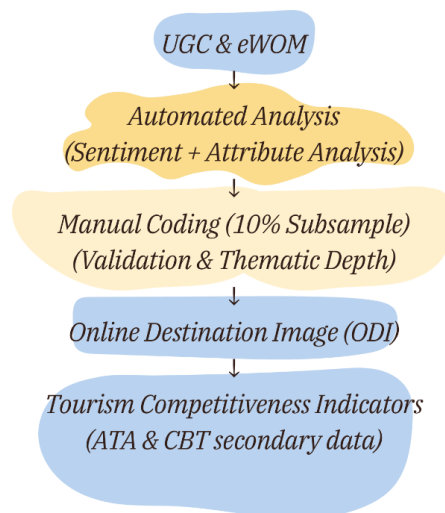 UGC & eWOM
Automated Analysis
(Sentiment + Attribute Analysis)
Manual Coding (10% Subsample)
(Validation & Thematic Depth)
Online Destination Image (ODI)
Tourism Competitiveness Indicators
(ATA & CBT secondary data)